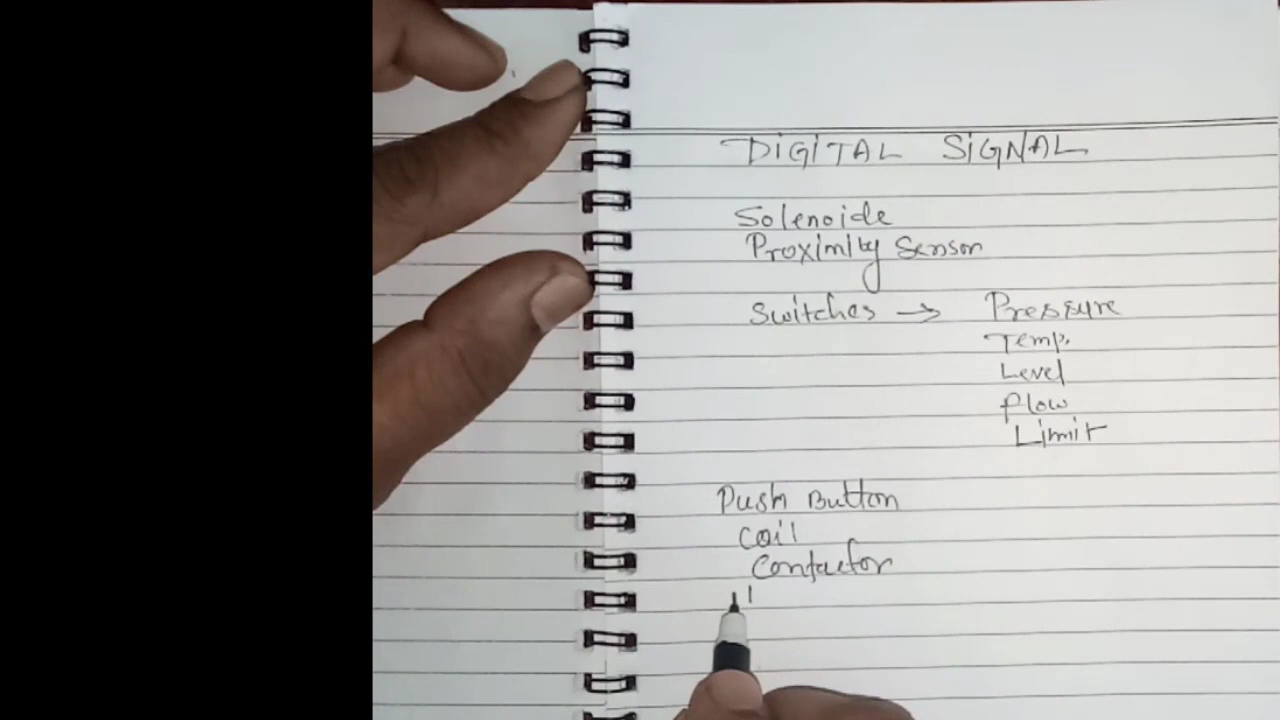 DIGITAL SIGNAL
Solenoide
Proximity Sensor
Switches → Pressure
Temp.
Level
flow
Limit
Push Button
Coil
Contactor